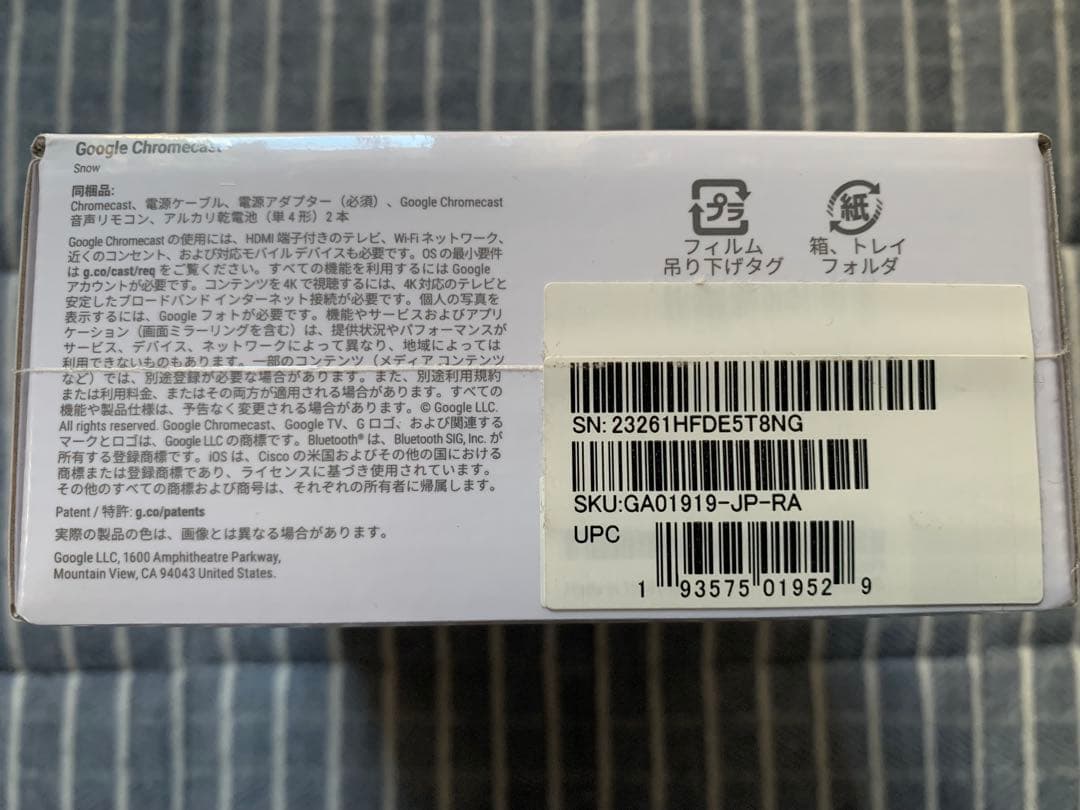 Google Chromecast
Snow
同梱品:
Chromecast、電源ケーブル、電源アダプター（必須）、Google Chromecast
音声リモコン、アルカリ乾電池（単4形）2本
Google Chromecast の使用には、HDMI 端子付きのテレビ、Wi-Fi ネットワーク、
近くのコンセント、および対応モバイル デバイスも必要です。OSの最小要件
は g.co/cast/req をご覧ください。すべての機能を利用するには Google
アカウントが必要です。コンテンツを 4K で視聴するには、4K 対応のテレビと
安定したブロードバンド インターネット接続が必要です。個人の写真を
表示するには、Google フォトが必要です。機能やサービスおよびアプリ
ケーション（画面ミラーリングを含む）は、提供状況やパフォーマンスが
サービス、デバイス、ネットワークによって異なり、地域によっては
利用できないものもあります。一部のコンテンツ（メディア コンテンツ
など）では、別途登録が必要な場合があります。また、別途利用規約
または利用料金、またはその両方が適用される場合があります。すべての
機能や製品仕様は、予告なく変更される場合があります。© Google LLC.
All rights reserved. Google Chromecast、Google TV、G ロゴ、および関連する
マークとロゴは、Google LLC の商標です。Bluetooth® は、Bluetooth SIG, Inc. が
所有する登録商標です。iOS は、Cisco の米国およびその他の国における
商標または登録商標であり、ライセンスに基づき使用されています。
その他のすべての商標および商号は、それぞれの所有者に帰属します。
Patent / 特許: g.co/patents
実際の製品の色は、画像とは異なる場合があります。
Google LLC, 1600 Amphitheatre Parkway,
Mountain View, CA 94043 United States.
プラ
フィルム
吊り下げタグ
紙
箱、トレイ
フォルダ
SN: 23261HFDE5T8NG
SKU:GA01919-JP-RA
UPC
1 93575 01952 9